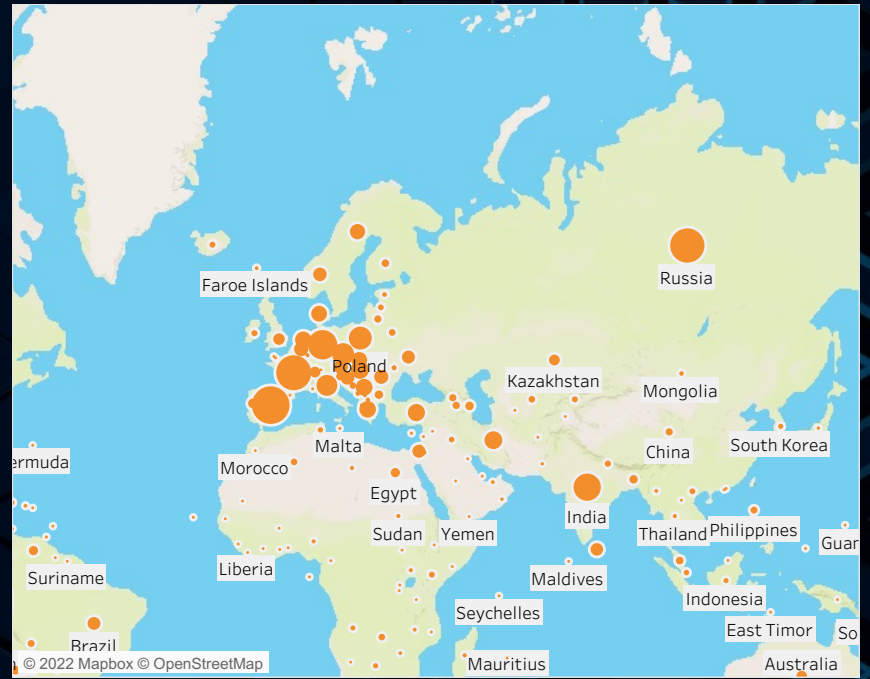 Faroe Islands
Russia
Poland
Kazakhstan
Mongolia
South Korea
China
ermuda
Malta
Morocco
Egypt
India
Sudan
Yemen
Thailand
Philippines
Guar
Liberia
Suriname
Maldives
Indonesia
Seychelles
East Timor
So
Brazil
Mauritius
Australia
© 2022 Mapbox © OpenStreetMap